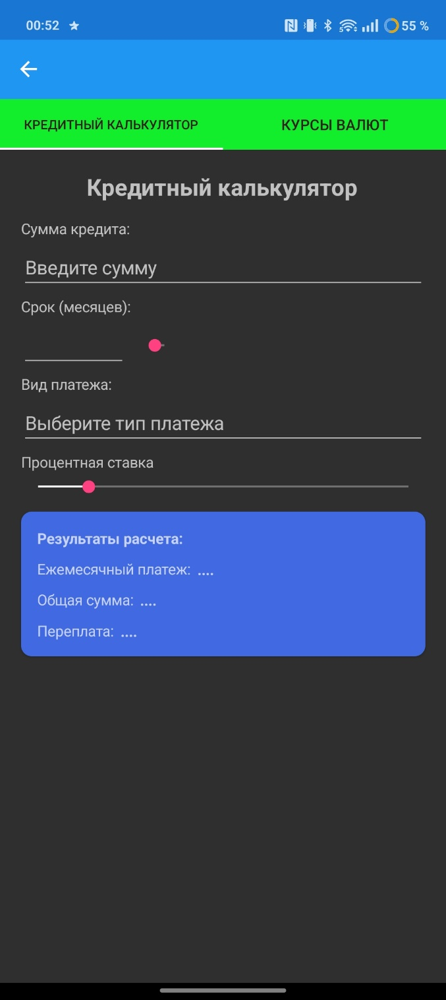 00:52
55 %
КРЕДИТНЫЙ КАЛЬКУЛЯТОР
КУРСЫ ВАЛЮТ
Кредитный калькулятор
Сумма кредита:
Введите сумму
Срок (месяцев):
Вид платежа:
Выберите тип платежа
Процентная ставка
Результаты расчета:
Ежемесячный платеж: ....
Общая сумма: ....
Переплата: ....